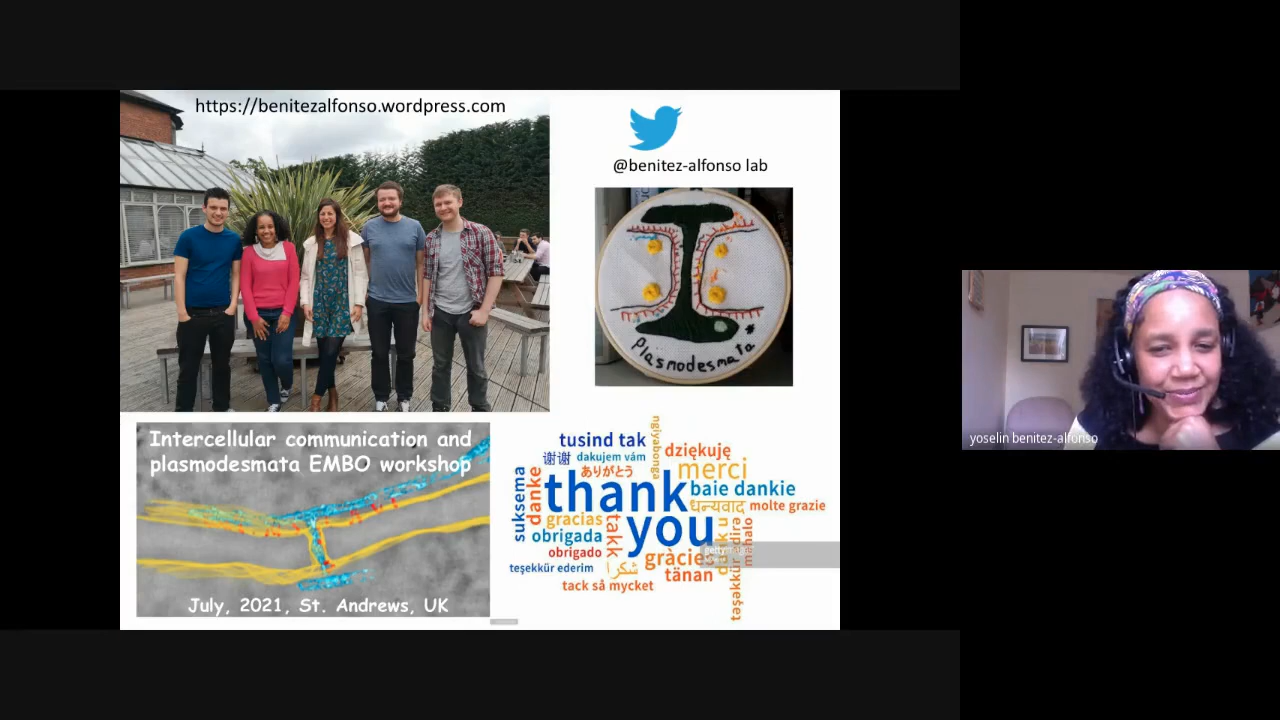 https://benitezalfonso.wordpress.com
@benitez-alfonso lab
plasmodesmata
Intercellular communication and
plasmodesmata EMBO workshop
July, 2021, St. Andrews, UK
tusind tak
ngiyabonga
dziękuję
谢谢
dakujem vám
ありがとう
merci
suksema
danke
thank
baie dankie
धन्यवाद
molte grazie
gracias
takk
you
obrigada
mahalo
obrigado
gràcies
teşekkür ederim
شكرا
tänan
tack så mycket
yoselin benitez-alfonso